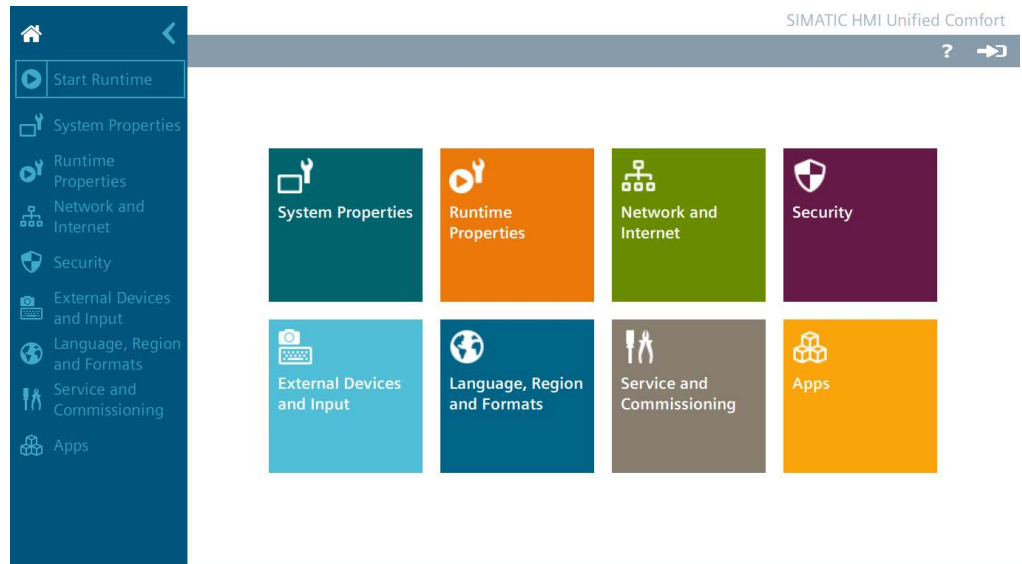 SIMATIC HMI Unified Comfort
?
Start Runtime
System Properties
Runtime
Properties
Network and
Internet
Security
External Devices
and Input
Language, Region
and Formats
Service and
Commissioning
Apps
System Properties
Runtime
Properties
Network and
Internet
Security
External Devices
and Input
Language, Region
and Formats
Service and
Commissioning
Apps